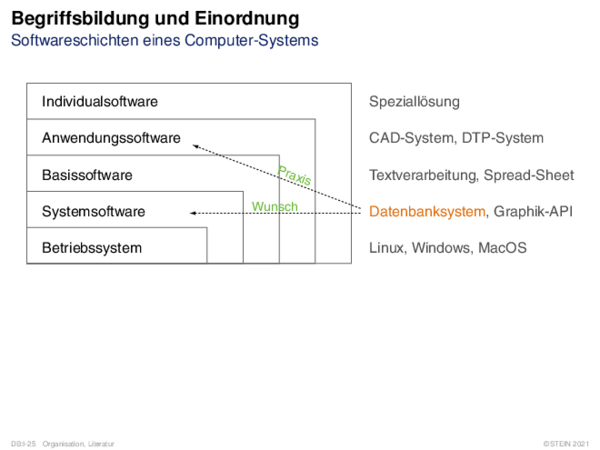 Begriffsbildung und Einordnung
Softwareschichten eines Computer-Systems
Individualsoftware Speziallösung
Anwendungssoftware CAD-System, DTP-System
Basissoftware Praxis Textverarbeitung, Spread-Sheet
Systemsoftware Wunsch Datenbanksystem, Graphik-API
Betriebssystem Linux, Windows, MacOS
DB:I-25 Organisation, Literatur ©STEIN 2021